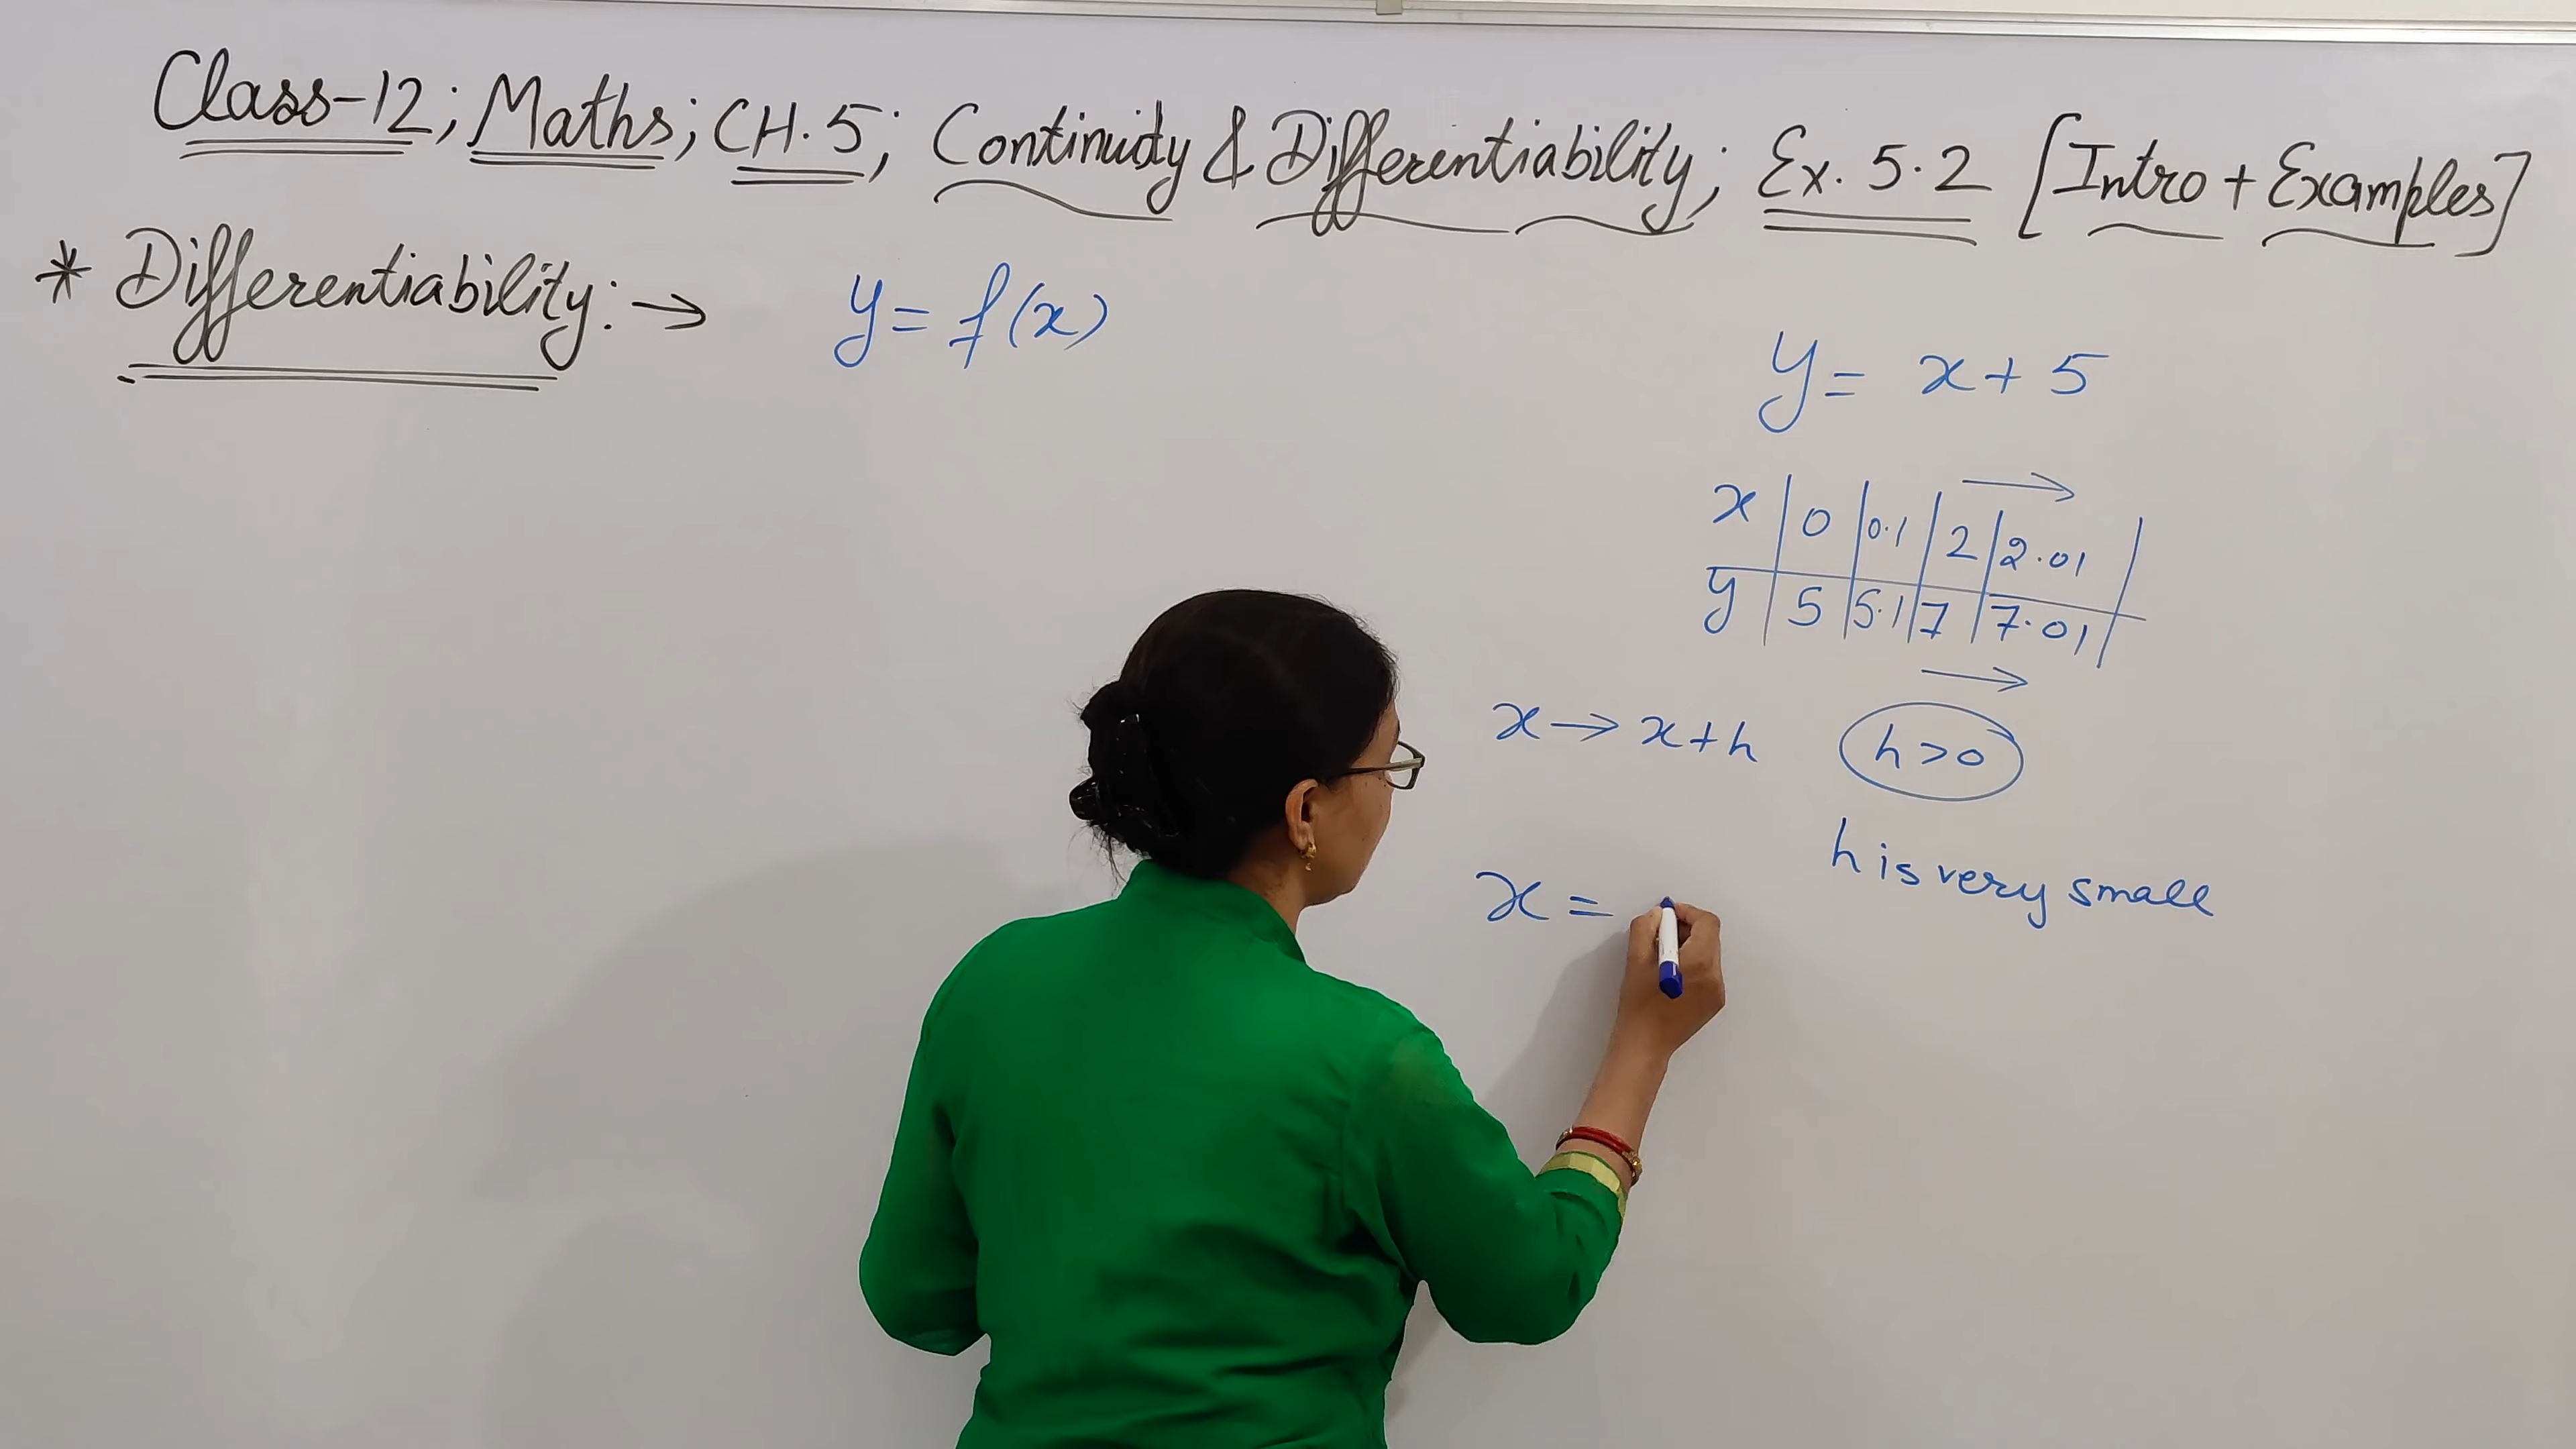 Class-12; Maths; CH.5; Continuity & Differentiability; Ex. 5.2 [Intro + Examples]
* Differentiability:→ y = f(x)
y = x + 5
x | 0 | 0.1 | 2 | 2.01 |
y | 5 | 5.1 | 7 | 7.01 |
x → x+h h>0
h is very small
x =